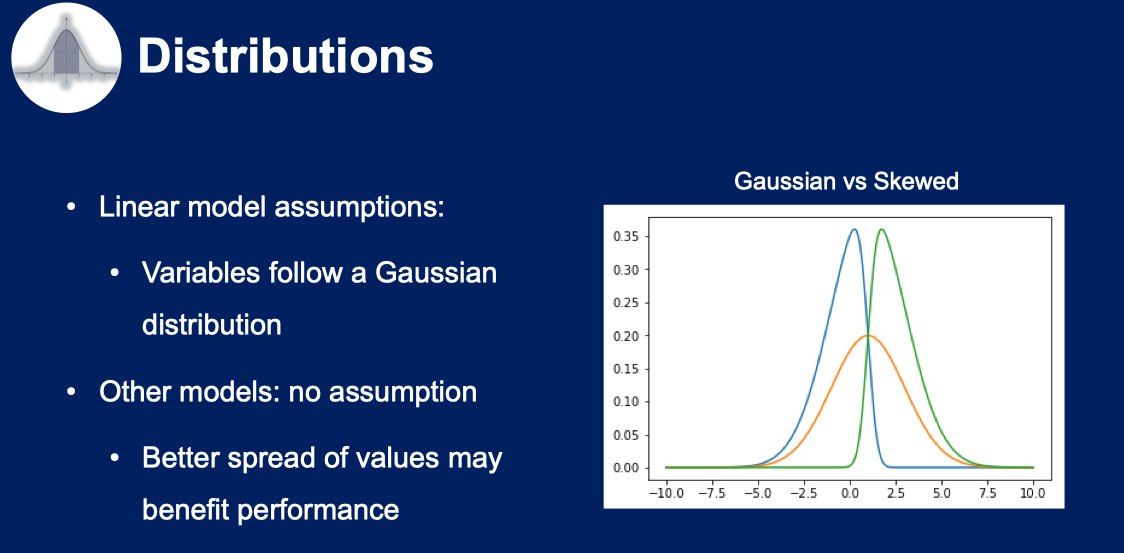 Distributions
• Linear model assumptions:
• Variables follow a Gaussian
distribution
• Other models: no assumption
• Better spread of values may
benefit performance
Gaussian vs Skewed
0.35
0.30
0.25
0.20
0.15
0.10
0.05
0.00
−10.0 −7.5 −5.0 −2.5 0.0 2.5 5.0 7.5 10.0